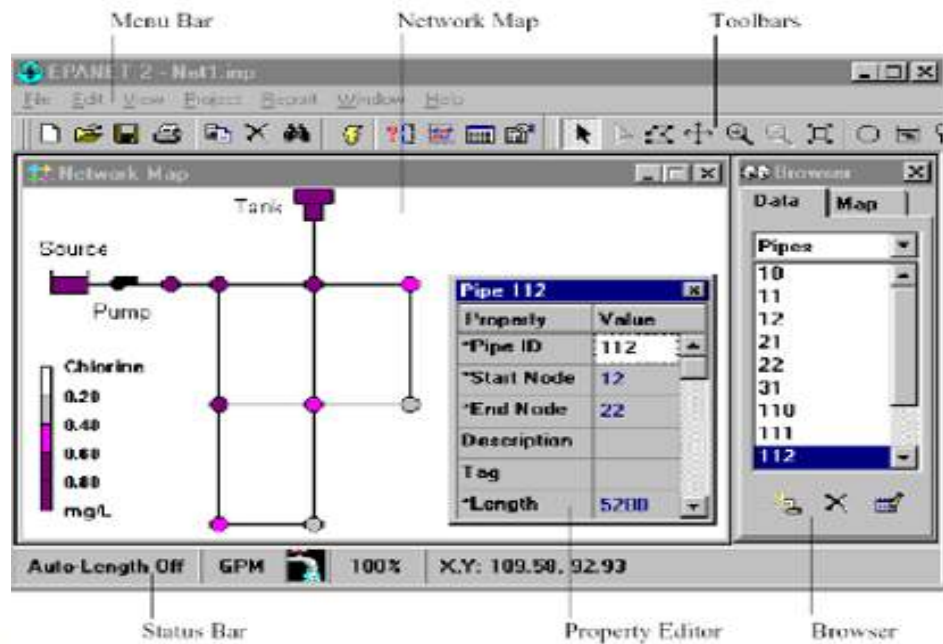 Menu Bar
Network Map
Toolbars
EPANET 2 - Net1.inp
File Edit View Project Report Window Help
Network Map
Browser
Data Map
Tank
Source
Pump
Pipes
10
11
12
21
22
31
110
111
112
Pipe 112
Property Value
*Pipe ID 112
*Start Node 12
*End Node 22
Description
Tag
*Length 5280
Chlorine
0.20
0.40
0.60
0.80
mg/L
Auto-Length Off GPM 100% X,Y: 109.58, 92.93
Status Bar
Property Editor
Browser